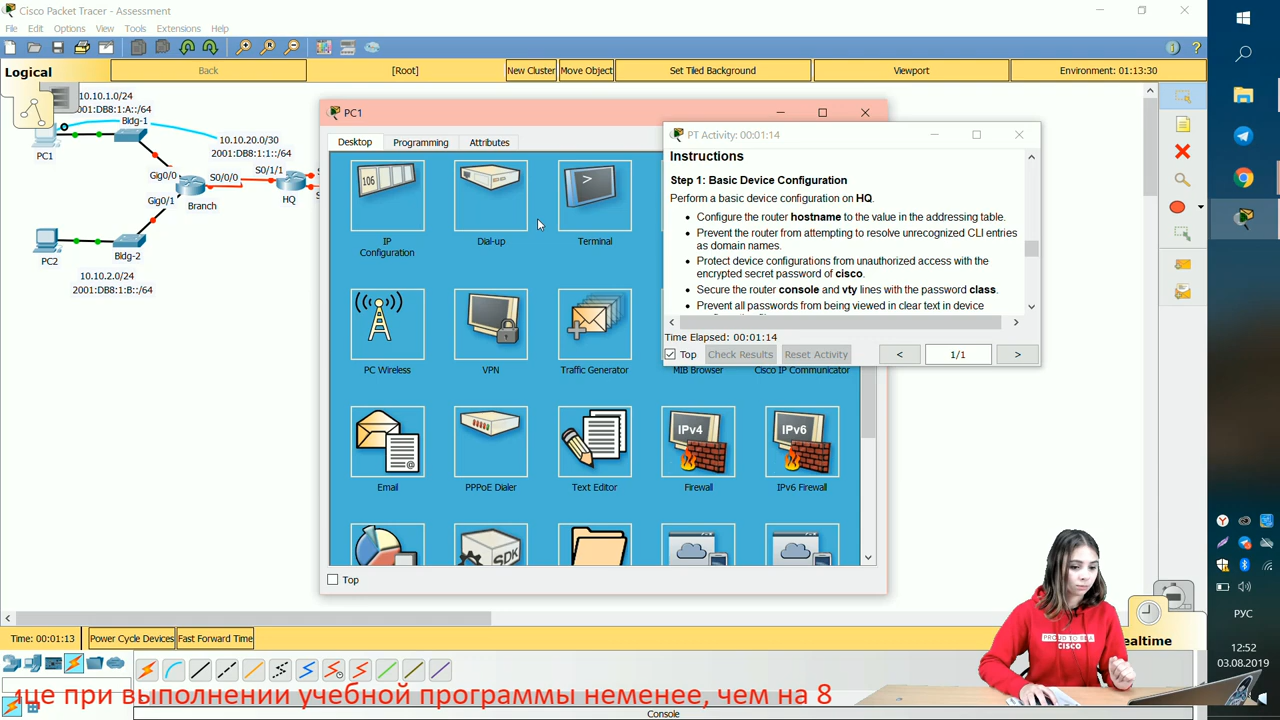 Cisco Packet Tracer - Assessment
File Edit Options View Tools Extensions Help
Logical
Back
[Root]
New Cluster
Move Object
Set Tiled Background
Viewport
Environment: 01:13:30
10.10.1.0/24
2001:DB8:1:A::/64
Bldg-1
PC1
10.10.20.0/30
2001:DB8:1:1::/64
Gig0/0
S0/0/0
S0/1/1
Branch
HQ
Gig0/1
PC2
Bldg-2
10.10.2.0/24
2001:DB8:1:B::/64
PC1
Desktop
Programming
Attributes
106
IP
Configuration
Dial-up
Terminal
PC Wireless
VPN
Traffic Generator
MIB Browser
Cisco IP Communicator
IPv4
IPv6
Email
PPPoE Dialer
Text Editor
Firewall
IPv6 Firewall
SDK
Top
PT Activity: 00:01:14
Instructions
Step 1: Basic Device Configuration
Perform a basic device configuration on HQ.
Configure the router hostname to the value in the addressing table.
Prevent the router from attempting to resolve unrecognized CLI entries
as domain names.
Protect device configurations from unauthorized access with the
encrypted secret password of cisco.
Secure the router console and vty lines with the password class.
Prevent all passwords from being viewed in clear text in device
Time Elapsed: 00:01:14
Top
Check Results
Reset Activity
<
1/1
>
PROUD TO BE A
CISCO
Time: 00:01:13
Power Cycle Devices
Fast Forward Time
Realtime
ице при выполнении учебной программы неменее, чем на 8
Console
РУС
12:52
03.08.2019